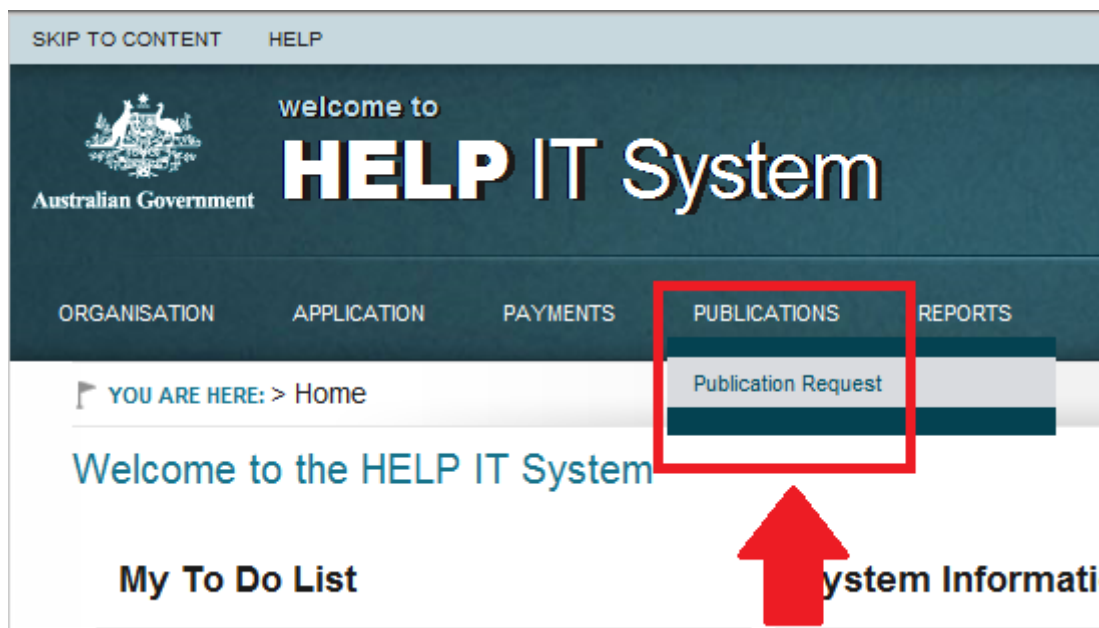 SKIP TO CONTENT HELP
Australian Government
welcome to
HELP IT System
ORGANISATION APPLICATION PAYMENTS PUBLICATIONS REPORTS
Publication Request
YOU ARE HERE: > Home
Welcome to the HELP IT System
My To Do List ystem Informati